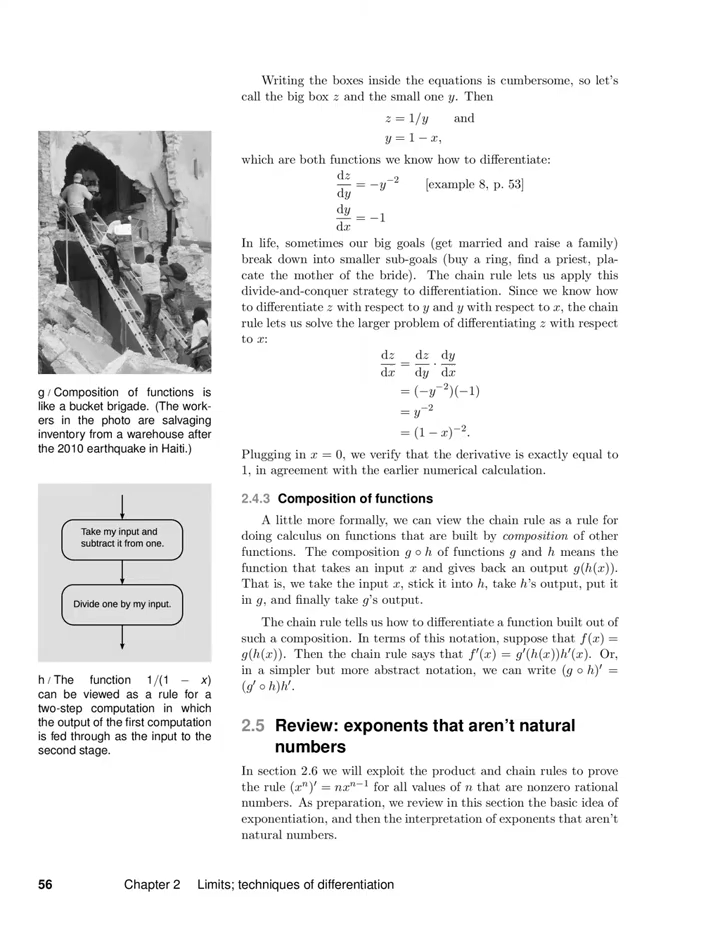 Writing the boxes inside the equations is cumbersome, so let's
call the big box z and the small one y. Then
z = 1/y and
y = 1 − x,
which are both functions we know how to differentiate:
dz/dy = −y⁻² [example 8, p. 53]
dy/dx = −1
In life, sometimes our big goals (get married and raise a family)
break down into smaller sub-goals (buy a ring, find a priest, pla-
cate the mother of the bride). The chain rule lets us apply this
divide-and-conquer strategy to differentiation. Since we know how
to differentiate z with respect to y and y with respect to x, the chain
rule lets us solve the larger problem of differentiating z with respect
to x:
dz/dx = dz/dy · dy/dx
= (−y⁻²)(−1)
= y⁻²
= (1 − x)⁻².
Plugging in x = 0, we verify that the derivative is exactly equal to
1, in agreement with the earlier numerical calculation.
g / Composition of functions is
like a bucket brigade. (The work-
ers in the photo are salvaging
inventory from a warehouse after
the 2010 earthquake in Haiti.)
Take my input and
subtract it from one.
Divide one by my input.
h / The function 1/(1 − x)
can be viewed as a rule for a
two-step computation in which
the output of the first computation
is fed through as the input to the
second stage.
2.4.3 Composition of functions
A little more formally, we can view the chain rule as a rule for
doing calculus on functions that are built by composition of other
functions. The composition g ∘ h of functions g and h means the
function that takes an input x and gives back an output g(h(x)).
That is, we take the input x, stick it into h, take h's output, put it
in g, and finally take g's output.
The chain rule tells us how to differentiate a function built out of
such a composition. In terms of this notation, suppose that f(x) =
g(h(x)). Then the chain rule says that f′(x) = g′(h(x))h′(x). Or,
in a simpler but more abstract notation, we can write (g ∘ h)′ =
(g′ ∘ h)h′.
2.5 Review: exponents that aren't natural
numbers
In section 2.6 we will exploit the product and chain rules to prove
the rule (xⁿ)′ = nxⁿ⁻¹ for all values of n that are nonzero rational
numbers. As preparation, we review in this section the basic idea of
exponentiation, and then the interpretation of exponents that aren't
natural numbers.
56 Chapter 2 Limits; techniques of differentiation